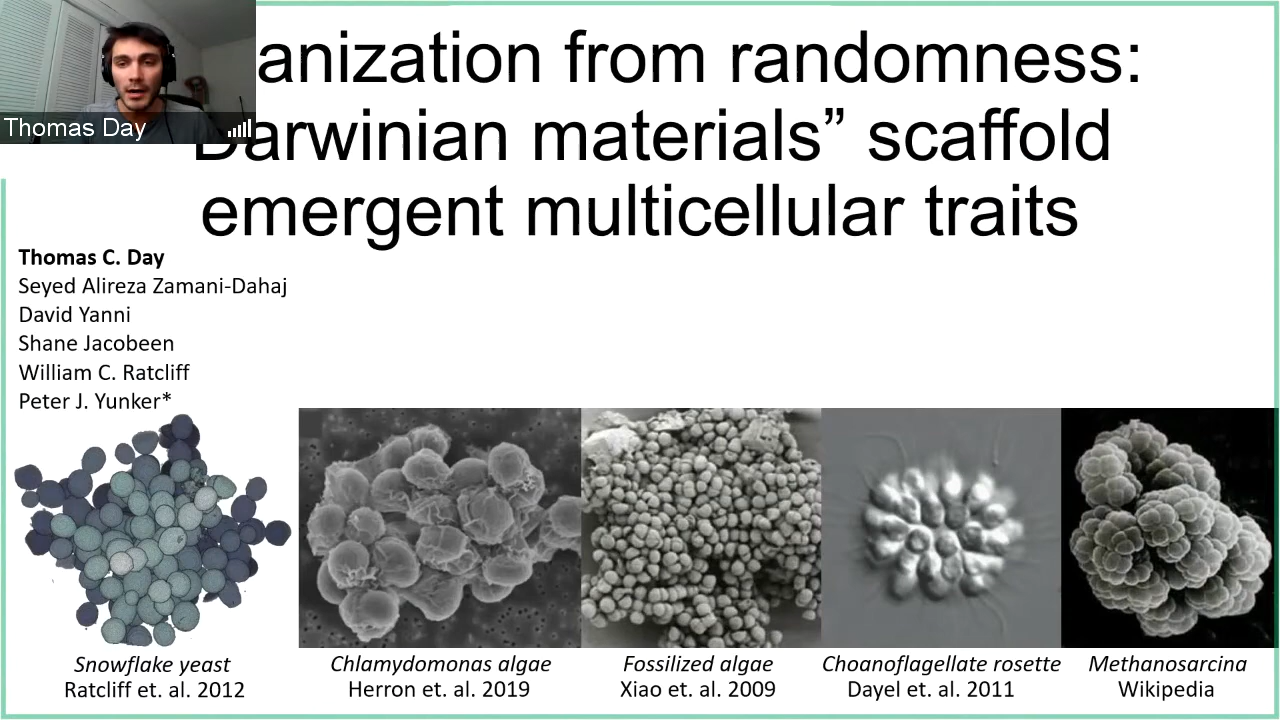 anization from randomness:
Thomas Day
Darwinian materials” scaffold
emergent multicellular traits
Thomas C. Day
Seyed Alireza Zamani-Dahaj
David Yanni
Shane Jacobeen
William C. Ratcliff
Peter J. Yunker*
Snowflake yeast
Ratcliff et. al. 2012
Chlamydomonas algae
Herron et. al. 2019
Fossilized algae
Xiao et. al. 2009
Choanoflagellate rosette
Dayel et. al. 2011
Methanosarcina
Wikipedia